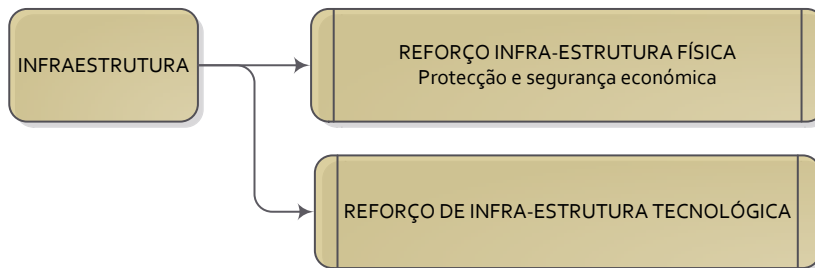 INFRAESTRUTURA
REFORÇO INFRA-ESTRUTURA FÍSICA
Protecção e segurança económica
REFORÇO DE INFRA-ESTRUTURA TECNOLÓGICA